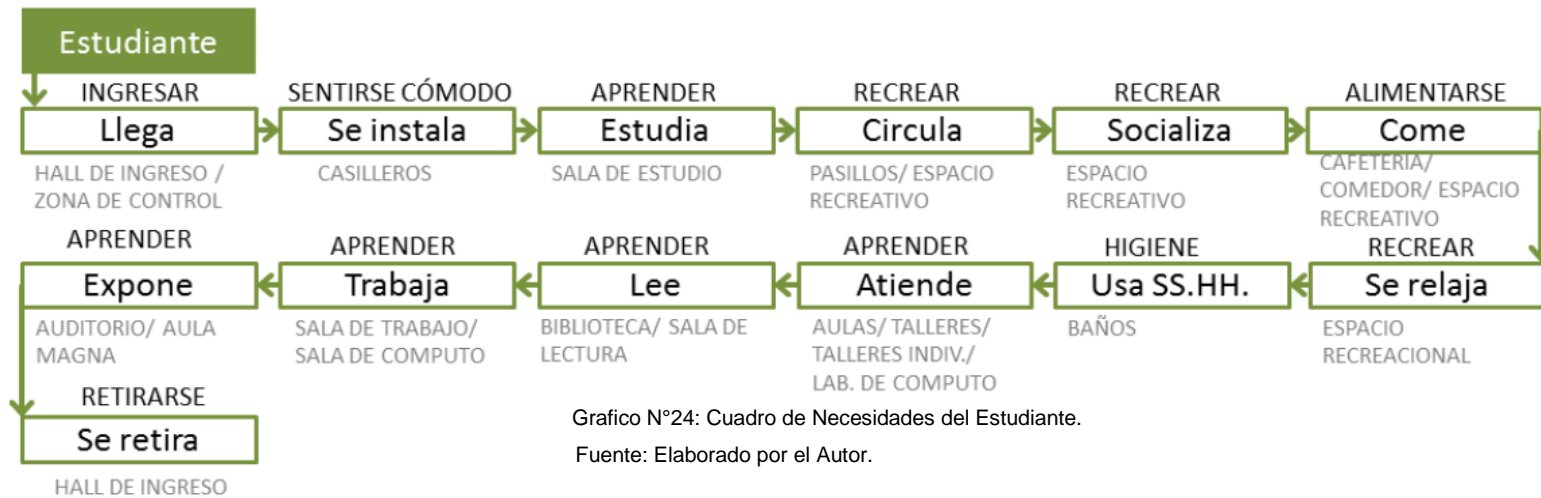 Estudiante
INGRESAR
Llega
HALL DE INGRESO /
ZONA DE CONTROL
SENTIRSE CÓMODO
Se instala
CASILLEROS
APRENDER
Estudia
SALA DE ESTUDIO
RECREAR
Circula
PASILLOS/ ESPACIO
RECREATIVO
RECREAR
Socializa
ESPACIO
RECREATIVO
ALIMENTARSE
Come
CAFETERIA/
COMEDOR/ ESPACIO
RECREATIVO
RECREAR
Se relaja
ESPACIO
RECREACIONAL
HIGIENE
Usa SS.HH.
BAÑOS
APRENDER
Atiende
AULAS/ TALLERES/
TALLERES INDIV./
LAB. DE COMPUTO
APRENDER
Lee
BIBLIOTECA/ SALA DE
LECTURA
APRENDER
Trabaja
SALA DE TRABAJO/
SALA DE COMPUTO
APRENDER
Expone
AUDITORIO/ AULA
MAGNA
RETIRARSE
Se retira
HALL DE INGRESO
Grafico N°24: Cuadro de Necesidades del Estudiante.
Fuente: Elaborado por el Autor.